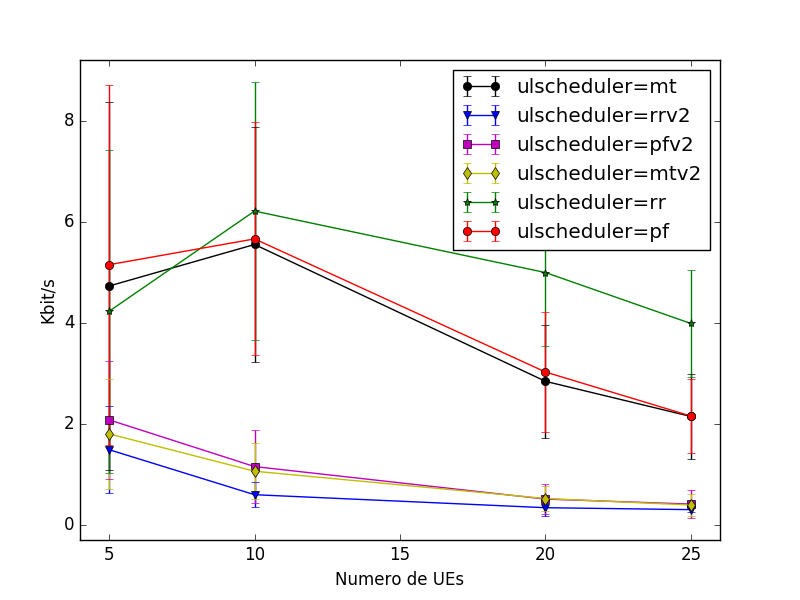 ulscheduler=mt
ulscheduler=rrv2
ulscheduler=pfv2
ulscheduler=mtv2
ulscheduler=rr
ulscheduler=pf
8
6
4
2
0
Kbit/s
5 10 15 20 25
Numero de UEs